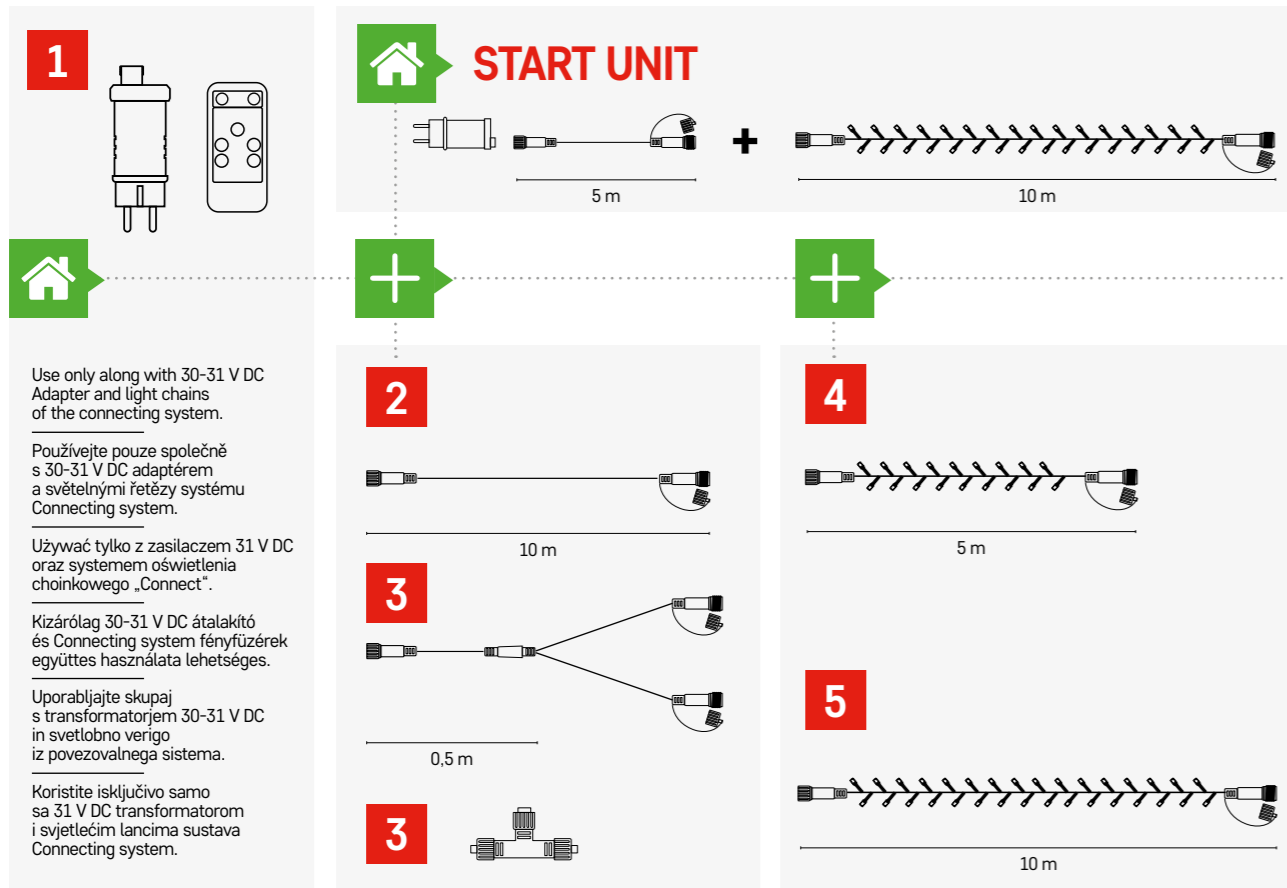 1
START UNIT
5 m
10 m
Use only along with 30-31 V DC
Adapter and light chains
of the connecting system.
Používejte pouze společně
s 30-31 V DC adaptérem
a světelnými řetězy systému
Connecting system.
Używać tylko z zasilaczem 31 V DC
oraz systemem oświetlenia
choinkowego „Connect“.
Kizárólag 30-31 V DC átalakító
és Connecting system fényfüzérek
együttes használata lehetséges.
Uporabljajte skupaj
s transformatorjem 30-31 V DC
in svetlobno verigo
iz povezovalnega sistema.
Koristite isključivo samo
sa 31 V DC transformatorom
i svjetlećim lancima sustava
Connecting system.
2
10 m
3
0,5 m
3
4
5 m
5
10 m